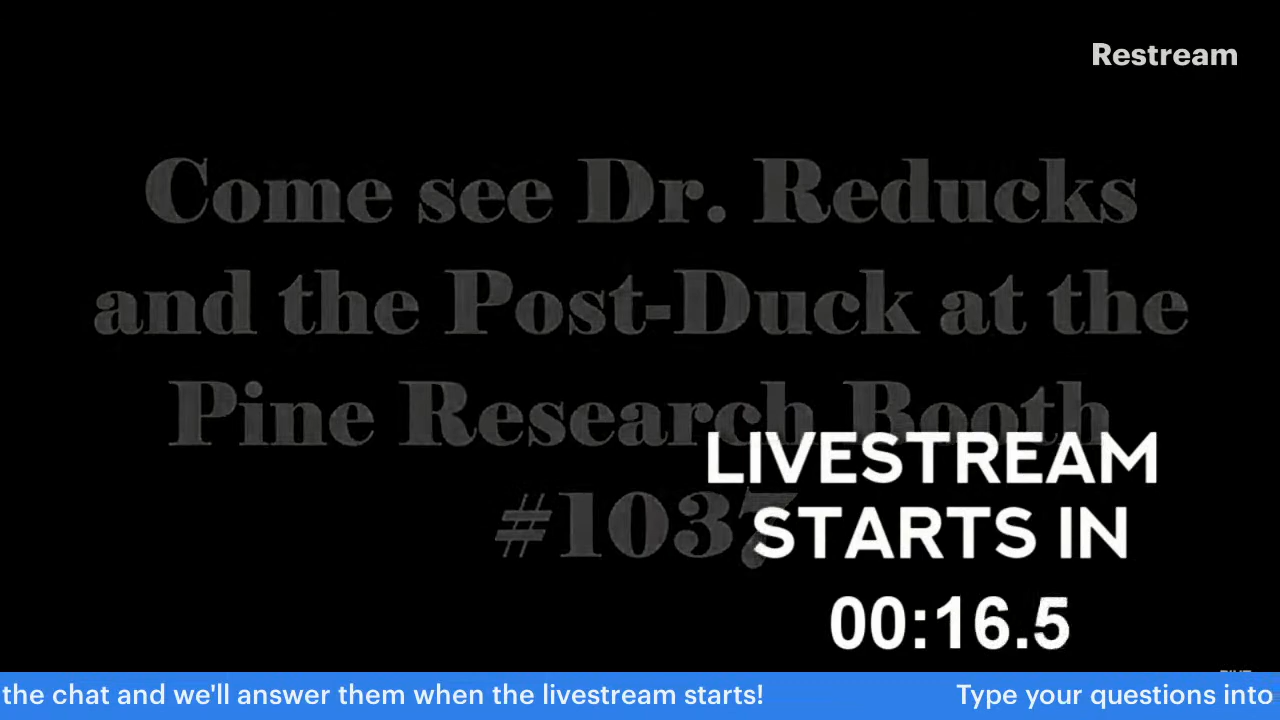 Restream
Come see Dr. Reducks
and the Post-Duck at the
Pine Research Booth
#1037
LIVESTREAM
STARTS IN
00:16.5
the chat and we'll answer them when the livestream starts! Type your questions into